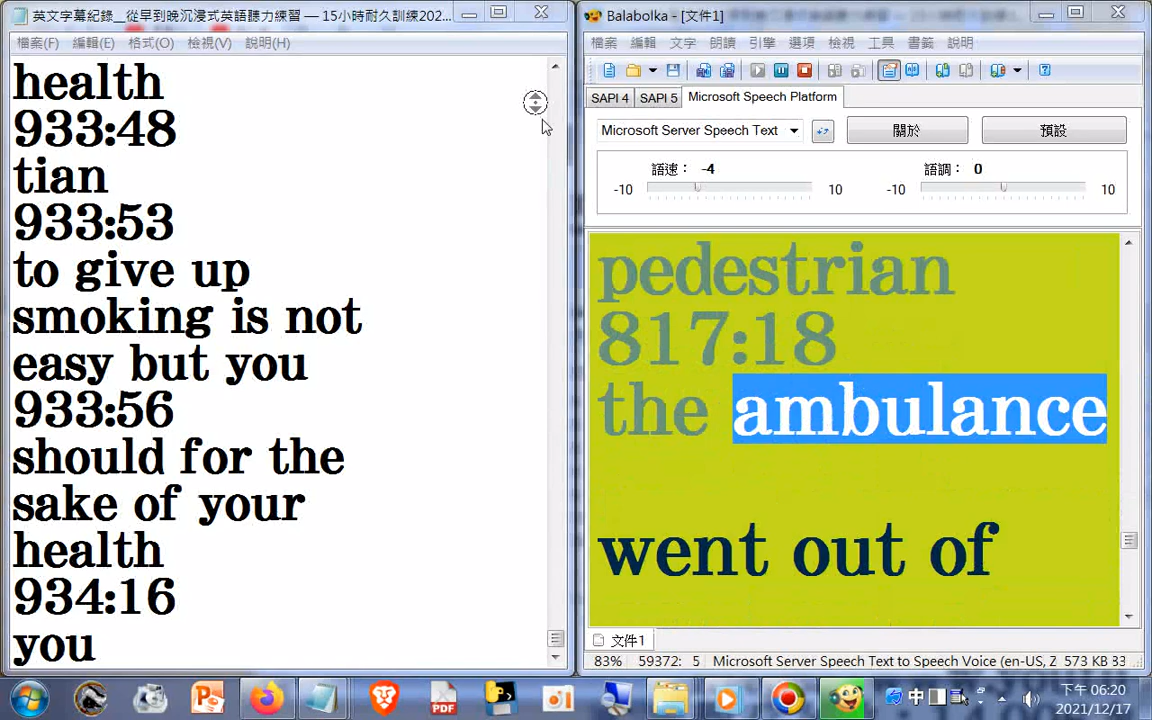 英文字幕紀錄__從早到晚沉浸式英語聽力練習 — 15小時耐久訓練202...
檔案(F) 編輯(E) 格式(O) 檢視(V) 說明(H)
health
933:48
tian
933:53
to give up
smoking is not
easy but you
933:56
should for the
sake of your
health
934:16
you
Balabolka - [文件1]
檔案 編輯 文字 朗讀 引擎 選項 檢視 工具 書籤 說明
SAPI 4 SAPI 5 Microsoft Speech Platform
Microsoft Server Speech Text 關於 預設
語速： -4 語調： 0
-10 10 -10 10
pedestrian
817:18
the ambulance
went out of
文件1
83% 59372: 5 Microsoft Server Speech Text to Speech Voice (en-US, Z 573 KB 33
PDF 中 下午 06:20
2021/12/17